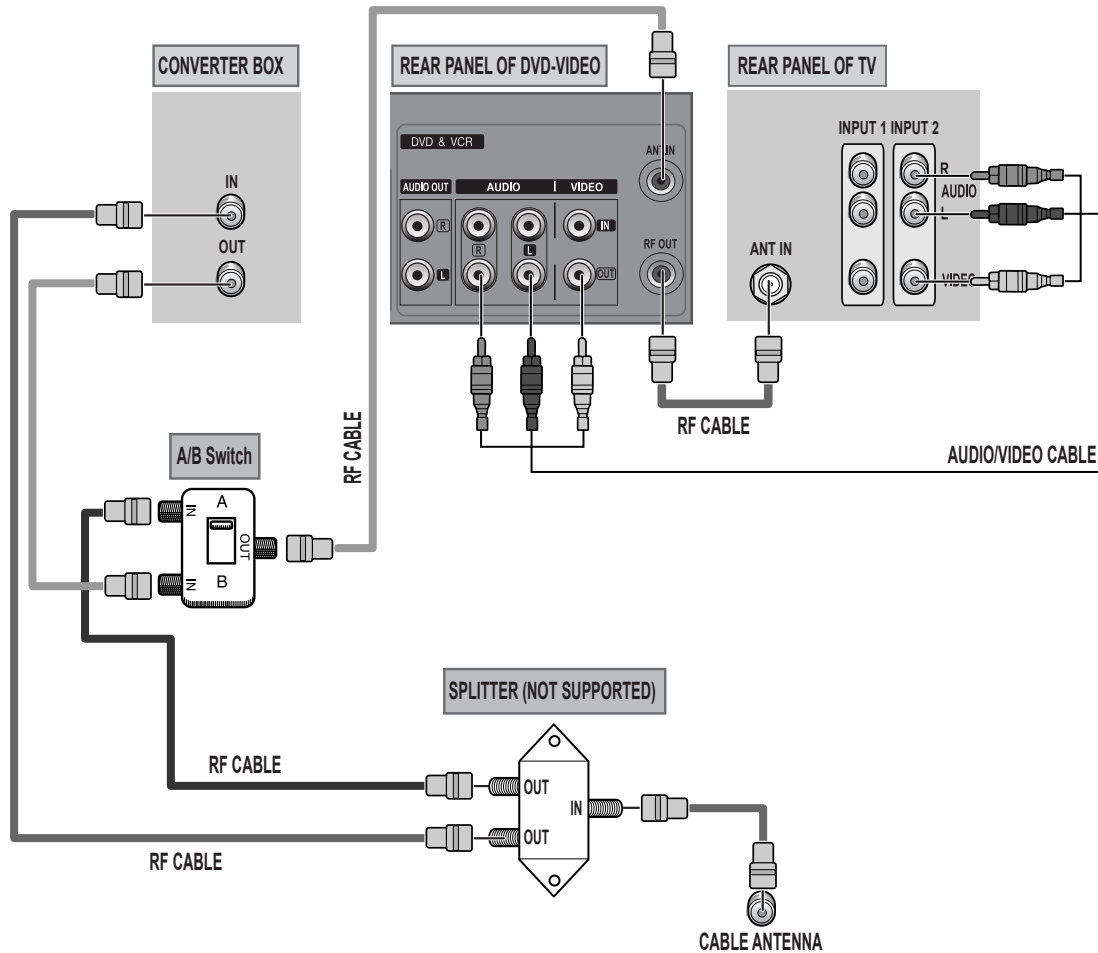 CONVERTER BOX
REAR PANEL OF DVD-VIDEO
REAR PANEL OF TV
IN
OUT
DVD & VCR
AUDIO OUT
AUDIO
VIDEO
ANT.IN
R
R
IN
L
L
OUT
RF OUT
INPUT 1 INPUT 2
R
AUDIO
L
VIDEO
ANT IN
RF CABLE
RF CABLE
AUDIO/VIDEO CABLE
A/B Switch
A
IN
OUT
IN
B
SPLITTER (NOT SUPPORTED)
OUT
IN
OUT
RF CABLE
RF CABLE
CABLE ANTENNA